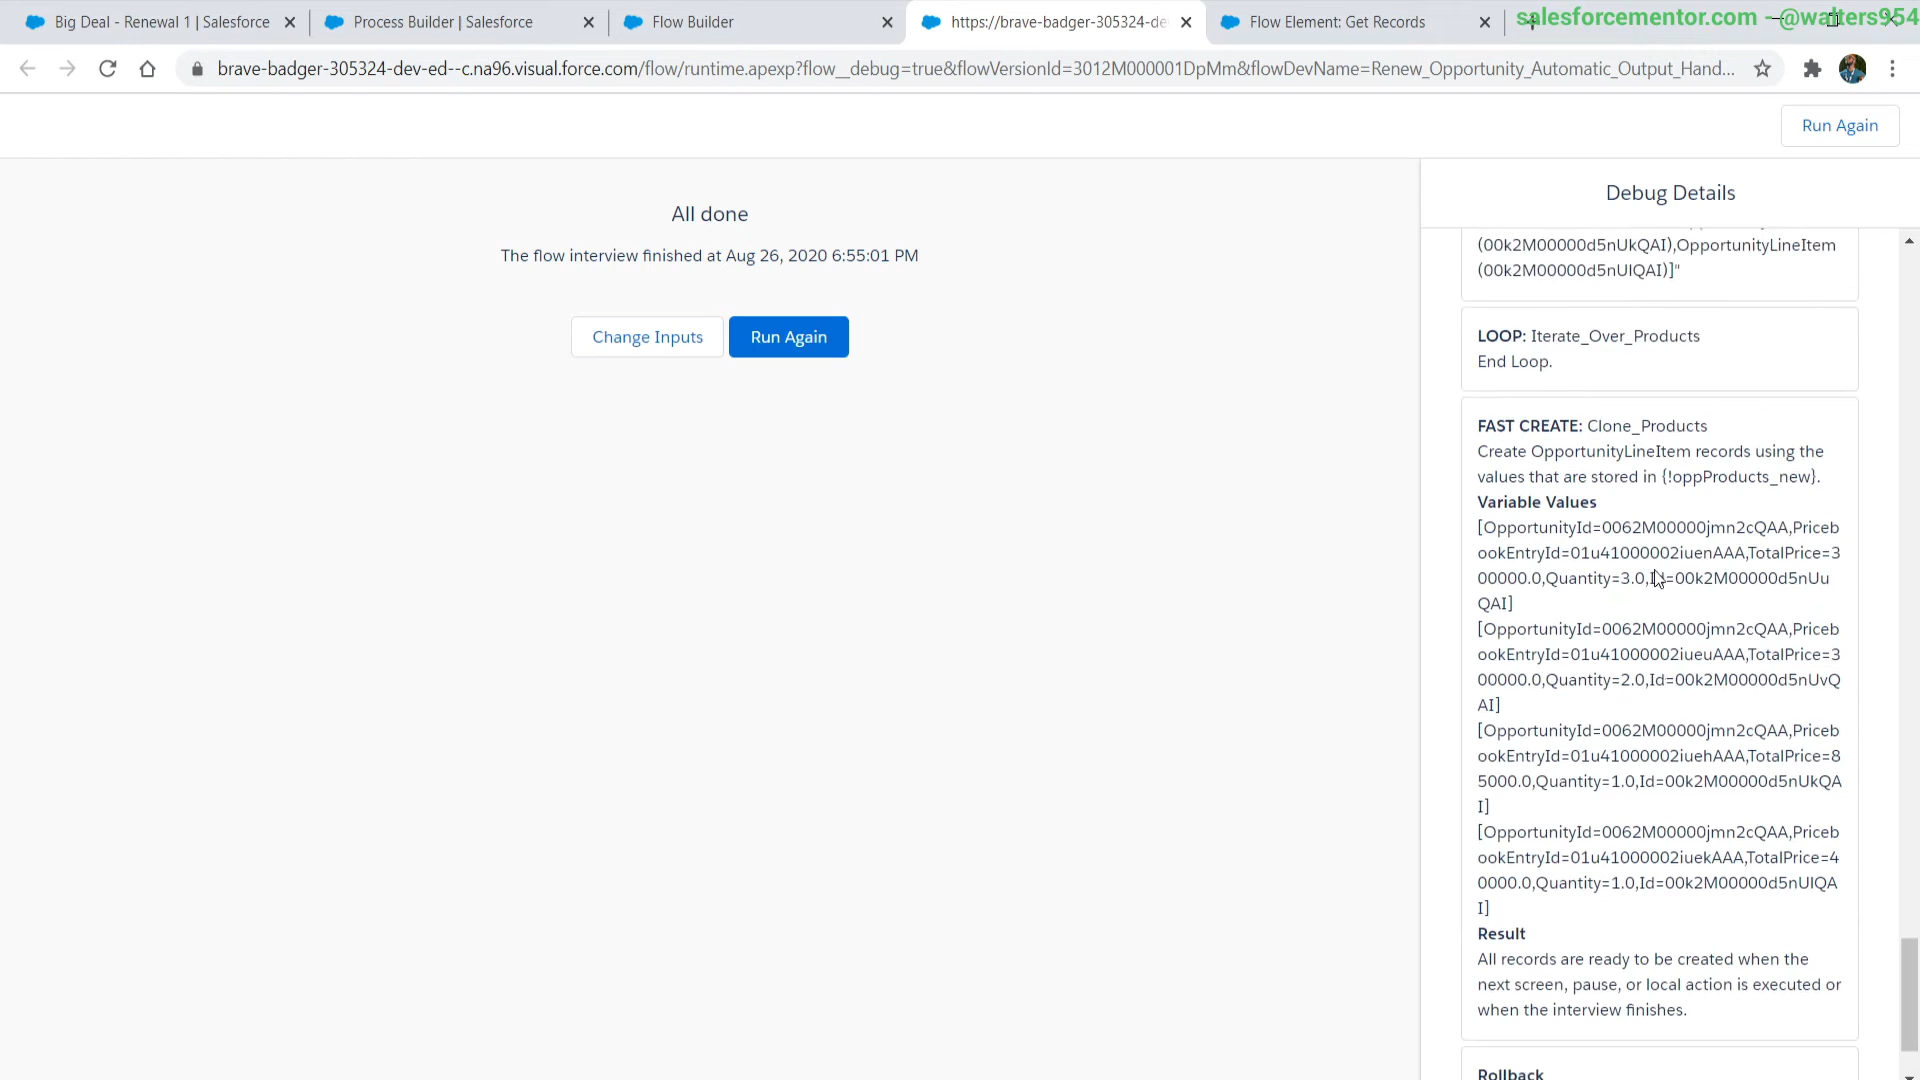 Big Deal - Renewal 1 | Salesforce
Process Builder | Salesforce
Flow Builder
https://brave-badger-305324-de
Flow Element: Get Records
salesforcementor.com - @walters954
brave-badger-305324-dev-ed--c.na96.visual.force.com/flow/runtime.apexp?flow__debug=true&flowVersionId=3012M000001DpMm&flowDevName=Renew_Opportunity_Automatic_Output_Hand...
Run Again
Debug Details
All done
The flow interview finished at Aug 26, 2020 6:55:01 PM
Change Inputs
Run Again
(00k2M00000d5nUkQAI),OpportunityLineItem
(00k2M00000d5nUlQAI)]"
LOOP: Iterate_Over_Products
End Loop.
FAST CREATE: Clone_Products
Create OpportunityLineItem records using the
values that are stored in {!oppProducts_new}.
Variable Values
[OpportunityId=0062M00000jmn2cQAA,Priceb
ookEntryId=01u41000002iuenAAA,TotalPrice=3
00000.0,Quantity=3.0,Id=00k2M00000d5nUu
QAI]
[OpportunityId=0062M00000jmn2cQAA,Priceb
ookEntryId=01u41000002iueuAAA,TotalPrice=3
00000.0,Quantity=2.0,Id=00k2M00000d5nUvQ
AI]
[OpportunityId=0062M00000jmn2cQAA,Priceb
ookEntryId=01u41000002iuehAAA,TotalPrice=8
5000.0,Quantity=1.0,Id=00k2M00000d5nUkQA
I]
[OpportunityId=0062M00000jmn2cQAA,Priceb
ookEntryId=01u41000002iuekAAA,TotalPrice=4
0000.0,Quantity=1.0,Id=00k2M00000d5nUlQA
I]
Result
All records are ready to be created when the
next screen, pause, or local action is executed or
when the interview finishes.
Rollback